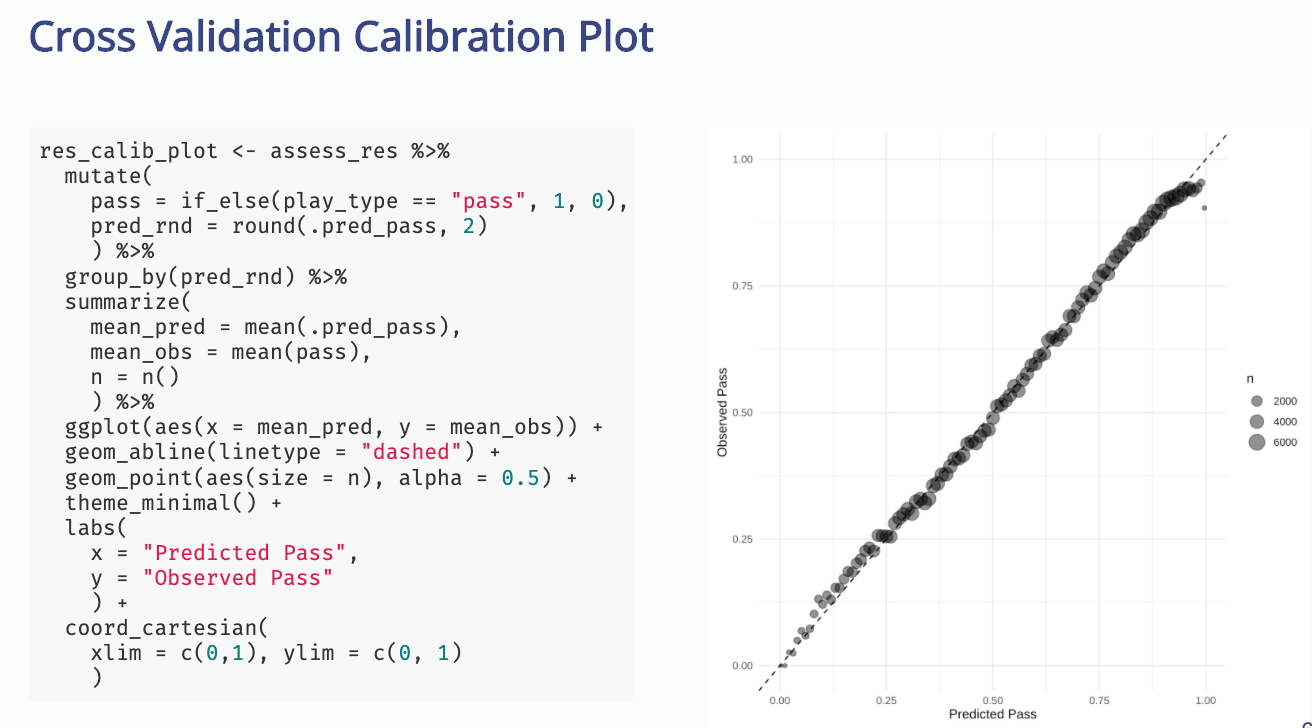 Cross Validation Calibration Plot
res_calib_plot <- assess_res %>%
  mutate(
    pass = if_else(play_type == "pass", 1, 0),
    pred_rnd = round(.pred_pass, 2)
    ) %>%
  group_by(pred_rnd) %>%
  summarize(
    mean_pred = mean(.pred_pass),
    mean_obs = mean(pass),
    n = n()
    ) %>%
  ggplot(aes(x = mean_pred, y = mean_obs)) +
  geom_abline(linetype = "dashed") +
  geom_point(aes(size = n), alpha = 0.5) +
  theme_minimal() +
  labs(
    x = "Predicted Pass",
    y = "Observed Pass"
    ) +
  coord_cartesian(
    xlim = c(0,1), ylim = c(0, 1)
    )
Observed Pass
1.00
0.75
0.50
0.25
0.00
0.00 0.25 0.50 0.75 1.00
Predicted Pass
n
2000
4000
6000